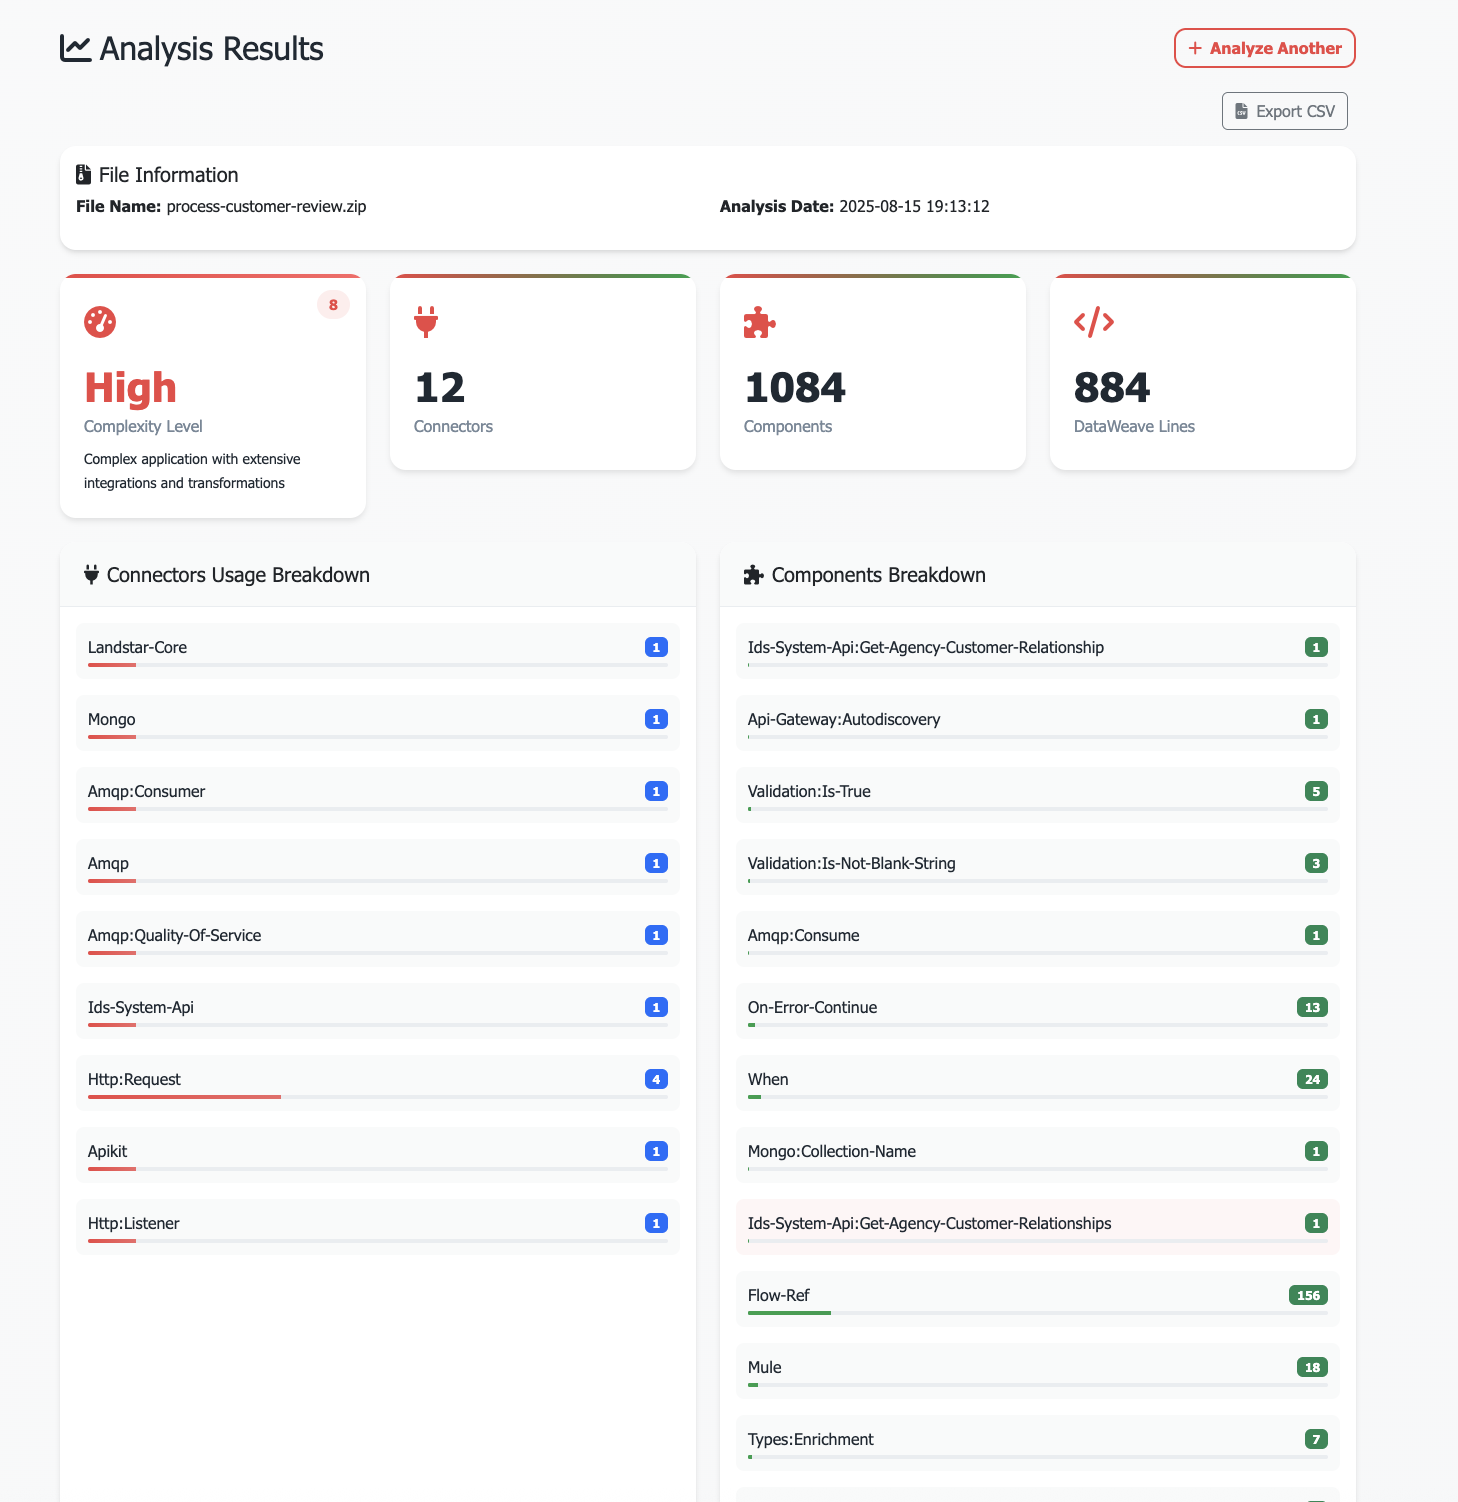 Analysis Results
Analyze Another
Export CSV
File Information
File Name: process-customer-review.zip
Analysis Date: 2025-08-15 19:13:12
8
High
Complexity Level
Complex application with extensive
integrations and transformations
12
Connectors
1084
Components
884
DataWeave Lines
Connectors Usage Breakdown
Landstar-Core 1
Mongo 1
Amqp:Consumer 1
Amqp 1
Amqp:Quality-Of-Service 1
Ids-System-Api 1
Http:Request 4
Apikit 1
Http:Listener 1
Components Breakdown
Ids-System-Api:Get-Agency-Customer-Relationship 1
Api-Gateway:Autodiscovery 1
Validation:Is-True 5
Validation:Is-Not-Blank-String 3
Amqp:Consume 1
On-Error-Continue 13
When 24
Mongo:Collection-Name 1
Ids-System-Api:Get-Agency-Customer-Relationships 1
Flow-Ref 156
Mule 18
Types:Enrichment 7